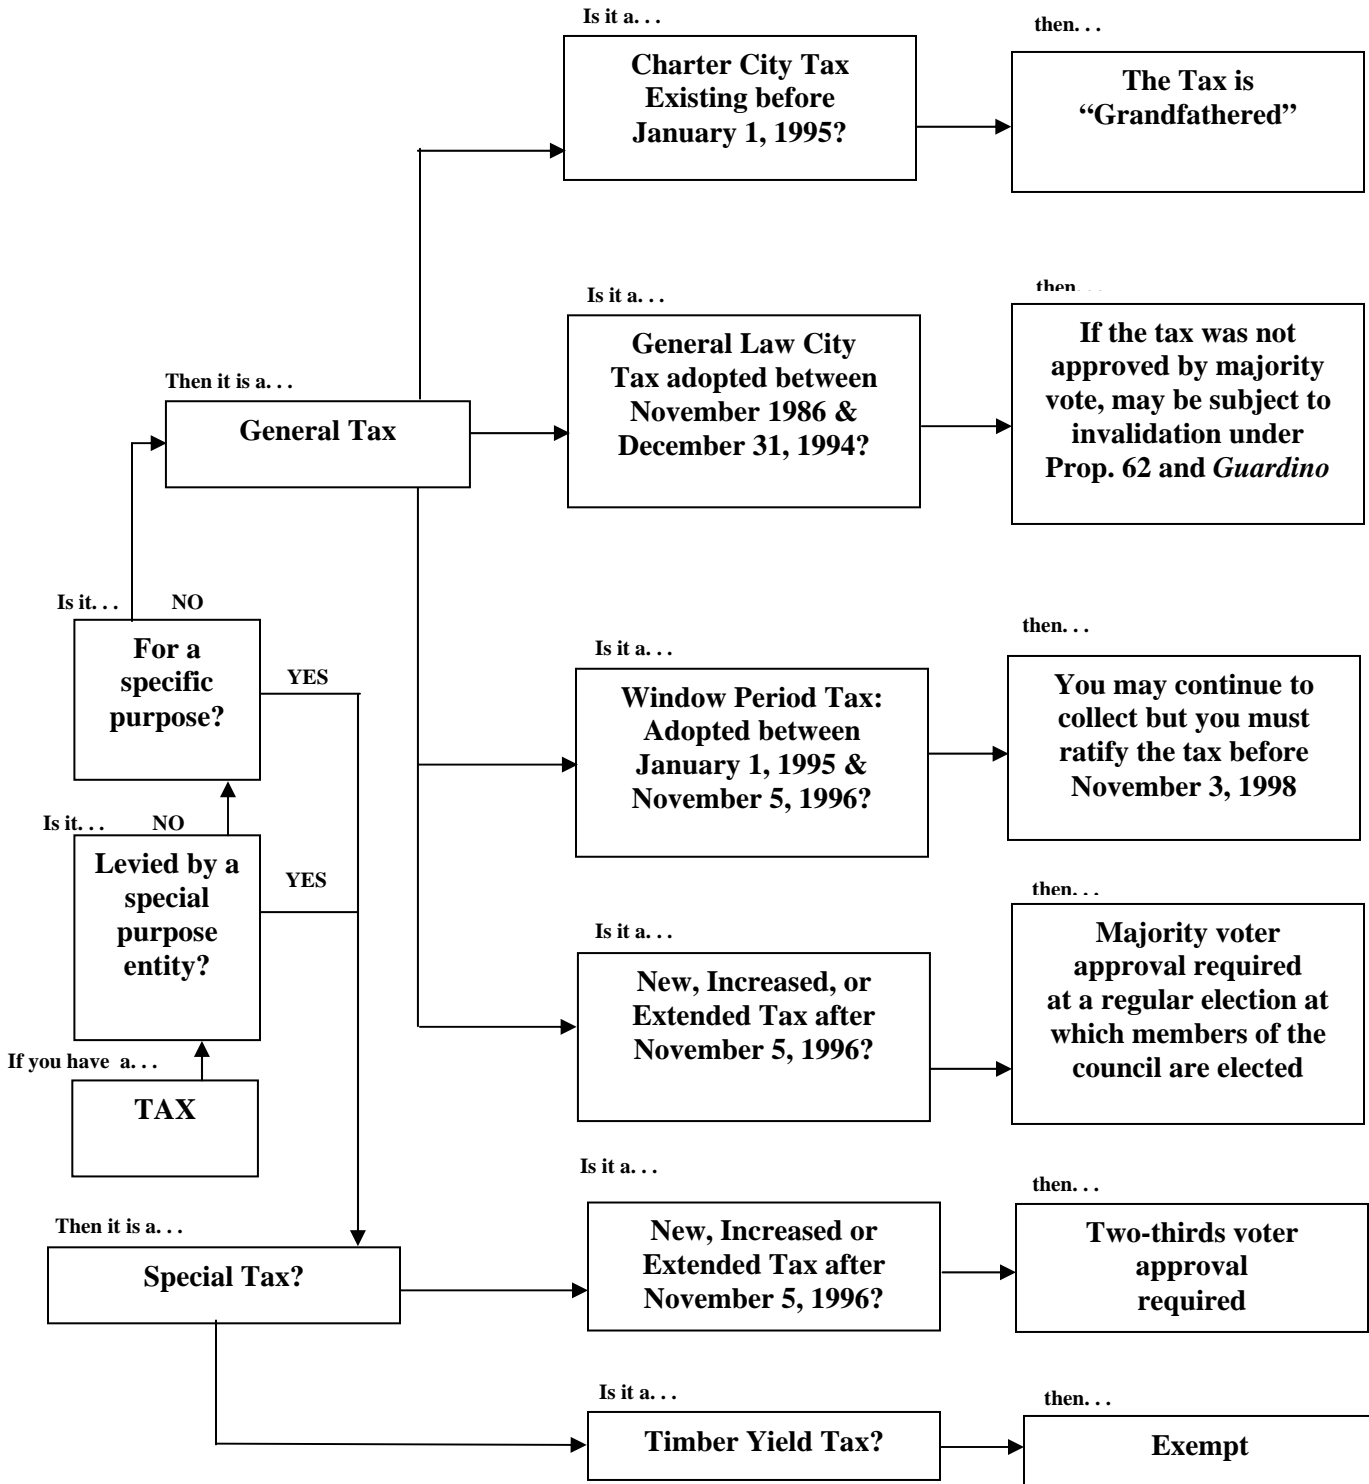 Is it a. . .
Charter City Tax
Existing before
January 1, 1995?
then. . .
The Tax is
“Grandfathered”
Is it a. . .
General Law City
Tax adopted between
November 1986 &
December 31, 1994?
then. . .
If the tax was not
approved by majority
vote, may be subject to
invalidation under
Prop. 62 and Guardino
Then it is a. . .
General Tax
Is it. . .
NO
For a
specific
purpose?
YES
Is it a. . .
Window Period Tax:
Adopted between
January 1, 1995 &
November 5, 1996?
then. . .
You may continue to
collect but you must
ratify the tax before
November 3, 1998
Is it. . .
NO
Levied by a
special
purpose
entity?
YES
Is it a. . .
New, Increased, or
Extended Tax after
November 5, 1996?
then. . .
Majority voter
approval required
at a regular election at
which members of the
council are elected
If you have a. . .
TAX
Then it is a. . .
Special Tax?
Is it a. . .
New, Increased or
Extended Tax after
November 5, 1996?
then. . .
Two-thirds voter
approval
required
Is it a. . .
Timber Yield Tax?
then. . .
Exempt